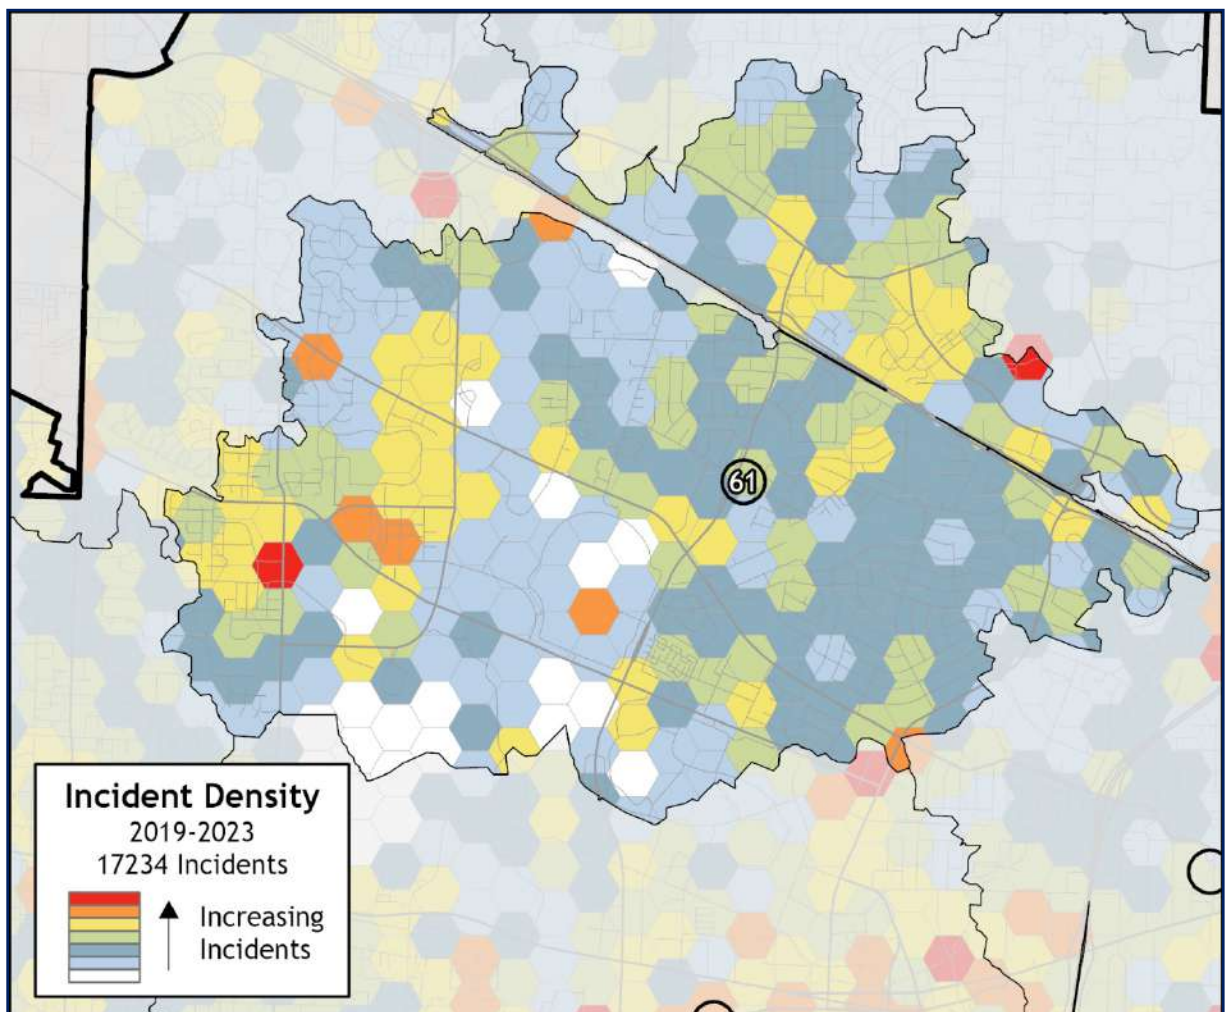 61
Incident Density
2019-2023
17234 Incidents
Increasing
Incidents